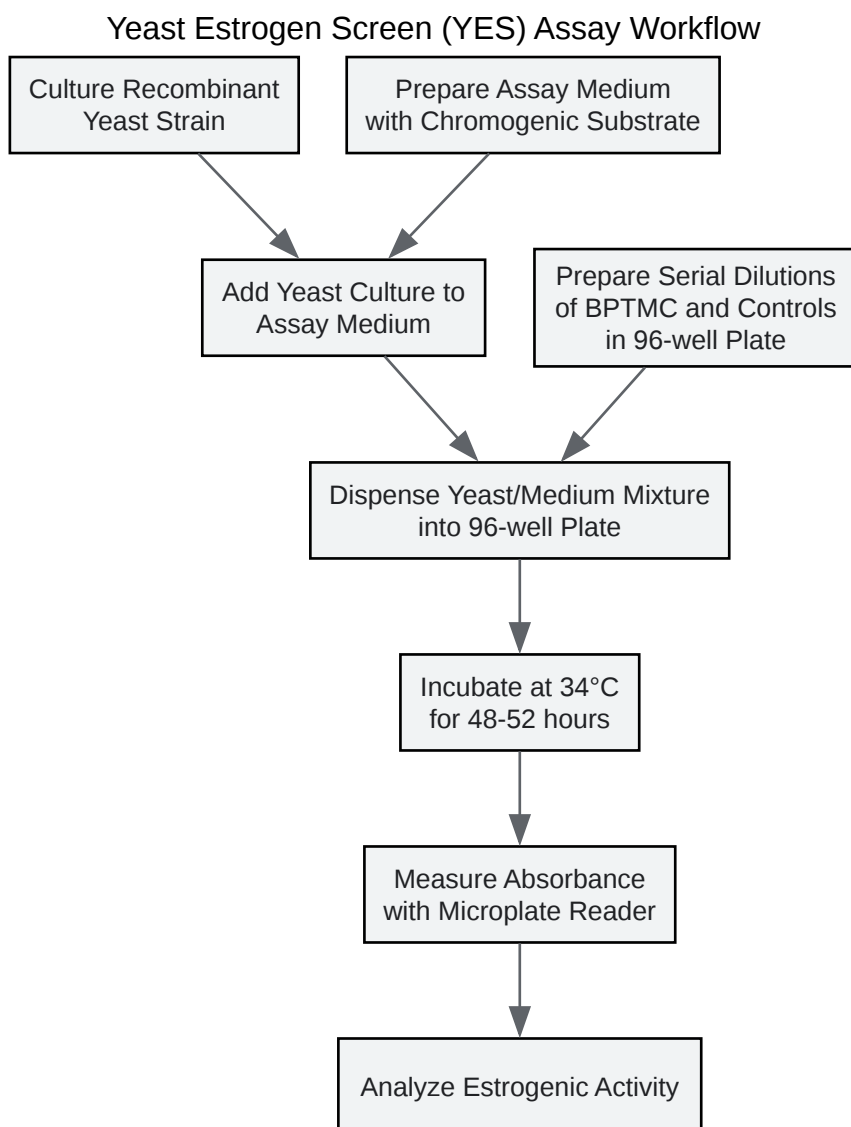 Yeast Estrogen Screen (YES) Assay Workflow
Culture Recombinant
Yeast Strain
Prepare Assay Medium
with Chromogenic Substrate
Add Yeast Culture to
Assay Medium
Prepare Serial Dilutions
of BPTMC and Controls
in 96-well Plate
Dispense Yeast/Medium Mixture
into 96-well Plate
Incubate at 34°C
for 48-52 hours
Measure Absorbance
with Microplate Reader
Analyze Estrogenic Activity